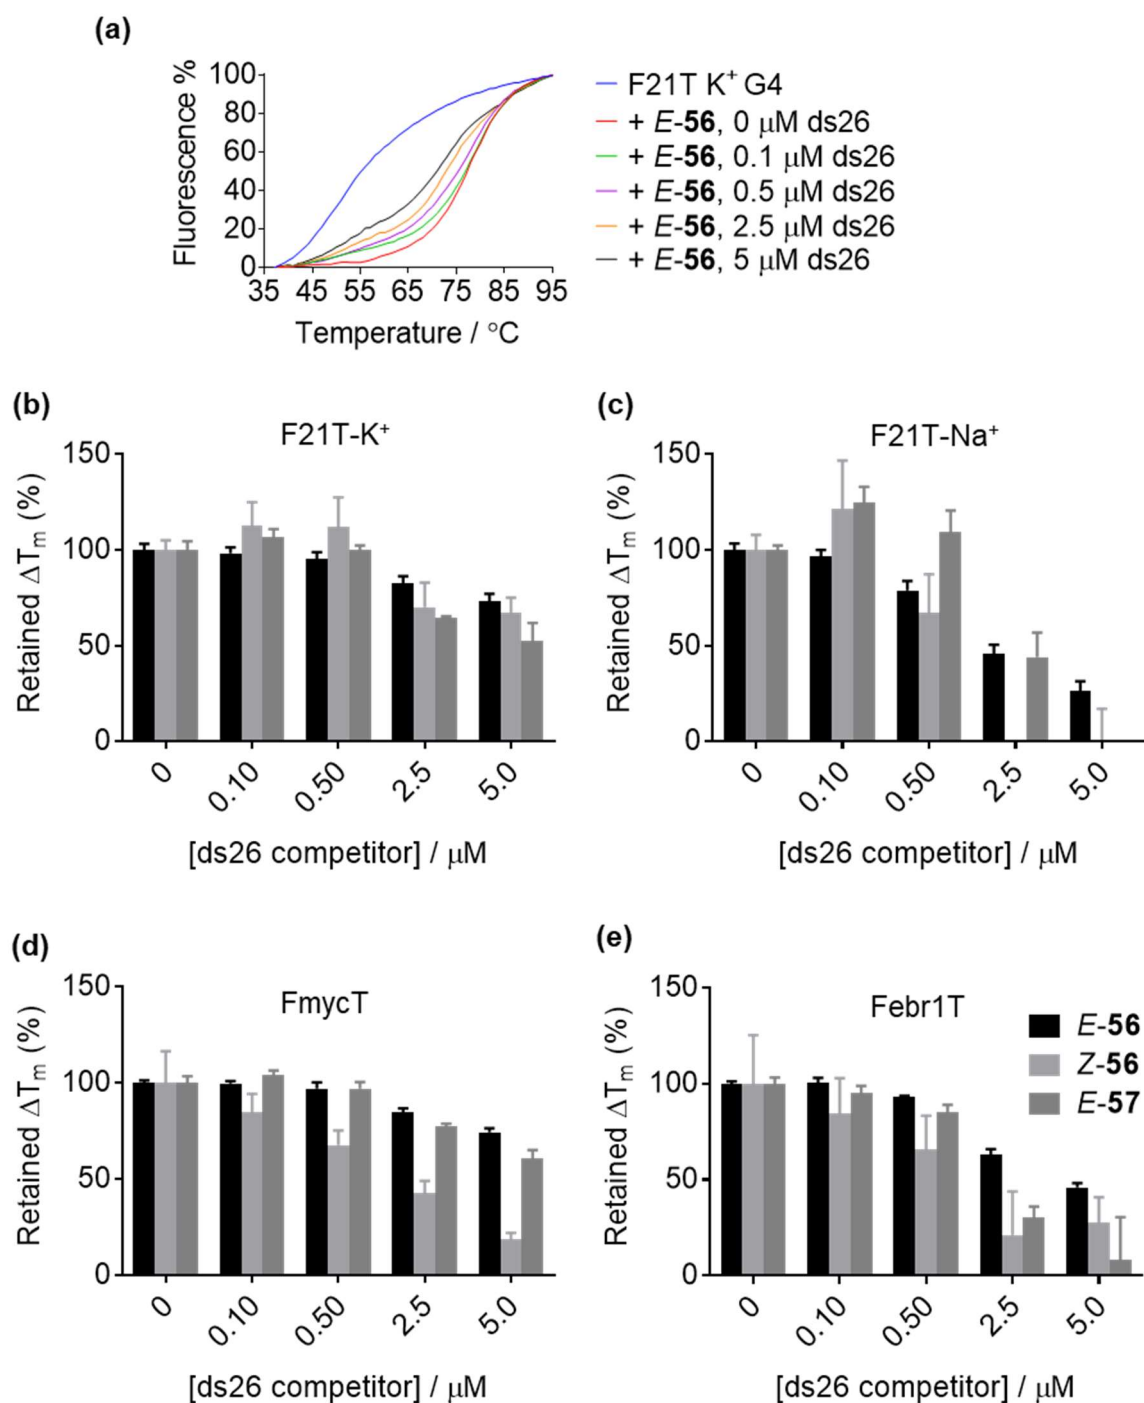 (a)
Fluorescence %
100
80
60
40
20
0
35 45 55 65 75 85 95
Temperature / °C
F21T K⁺ G4
+ E-56, 0 μM ds26
+ E-56, 0.1 μM ds26
+ E-56, 0.5 μM ds26
+ E-56, 2.5 μM ds26
+ E-56, 5 μM ds26
(b)
F21T-K⁺
Retained ΔTₘ (%)
150
100
50
0
0 0.10 0.50 2.5 5.0
[ds26 competitor] / μM
(c)
F21T-Na⁺
Retained ΔTₘ (%)
150
100
50
0
0 0.10 0.50 2.5 5.0
[ds26 competitor] / μM
(d)
FmycT
Retained ΔTₘ (%)
150
100
50
0
0 0.10 0.50 2.5 5.0
[ds26 competitor] / μM
(e)
Febr1T
Retained ΔTₘ (%)
150
100
50
0
0 0.10 0.50 2.5 5.0
[ds26 competitor] / μM
E-56
Z-56
E-57